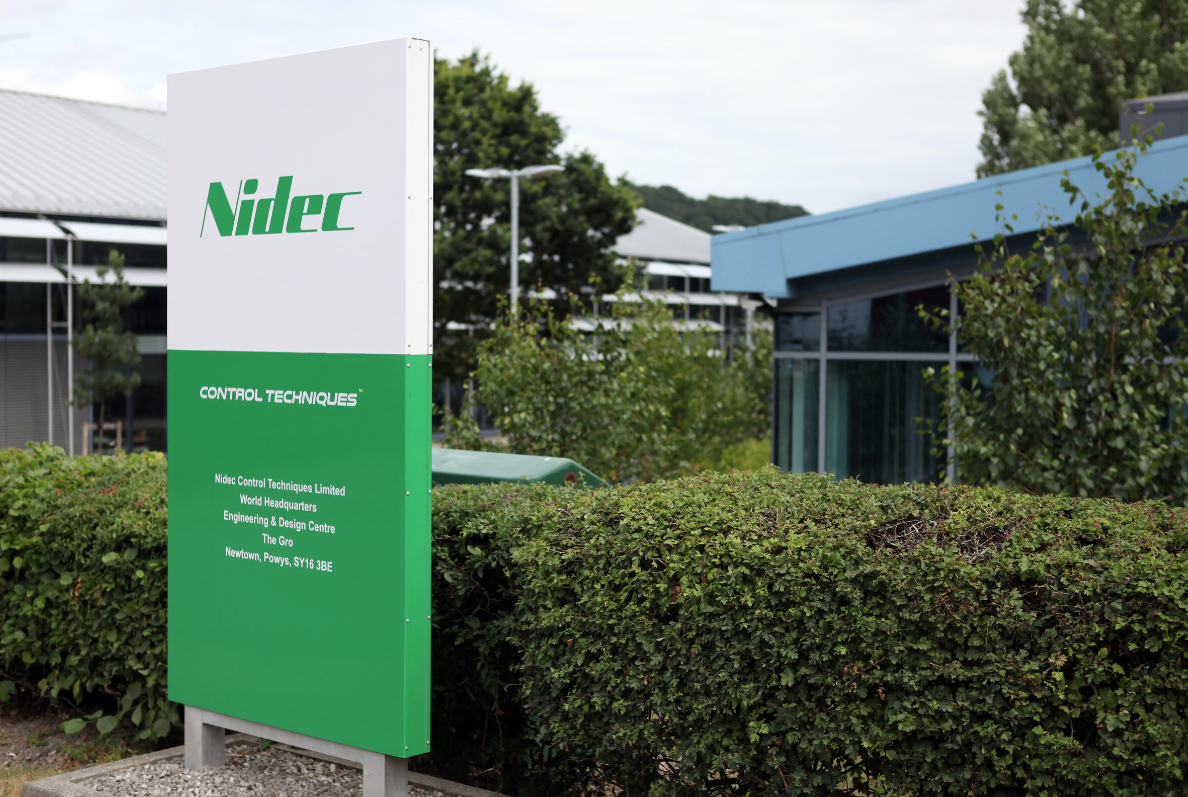 Nidec
CONTROL TECHNIQUES™
Nidec Control Techniques Limited
World Headquarters
Engineering & Design Centre
The Gro
Newtown, Powys, SY16 3BE